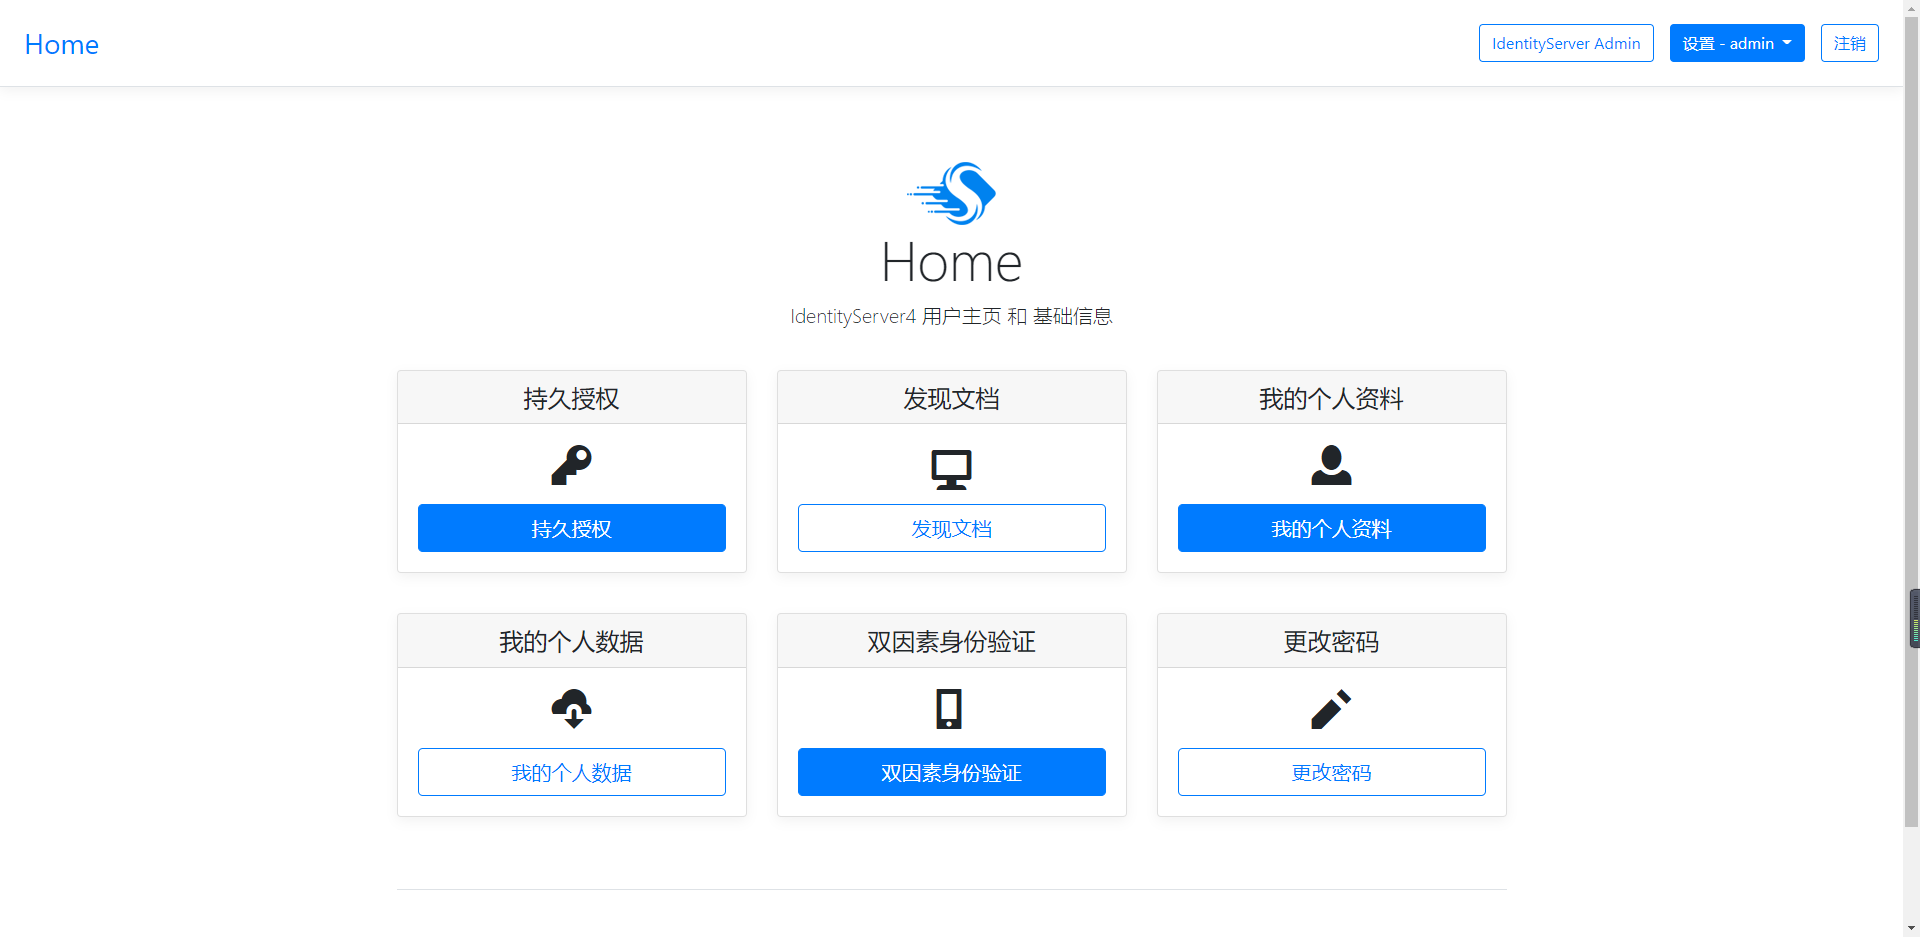 Home
IdentityServer Admin
设置 - admin
注销
Home
IdentityServer4 用户主页 和 基础信息
持久授权
发现文档
我的个人资料
持久授权
发现文档
我的个人资料
我的个人数据
双因素身份验证
更改密码
我的个人数据
双因素身份验证
更改密码